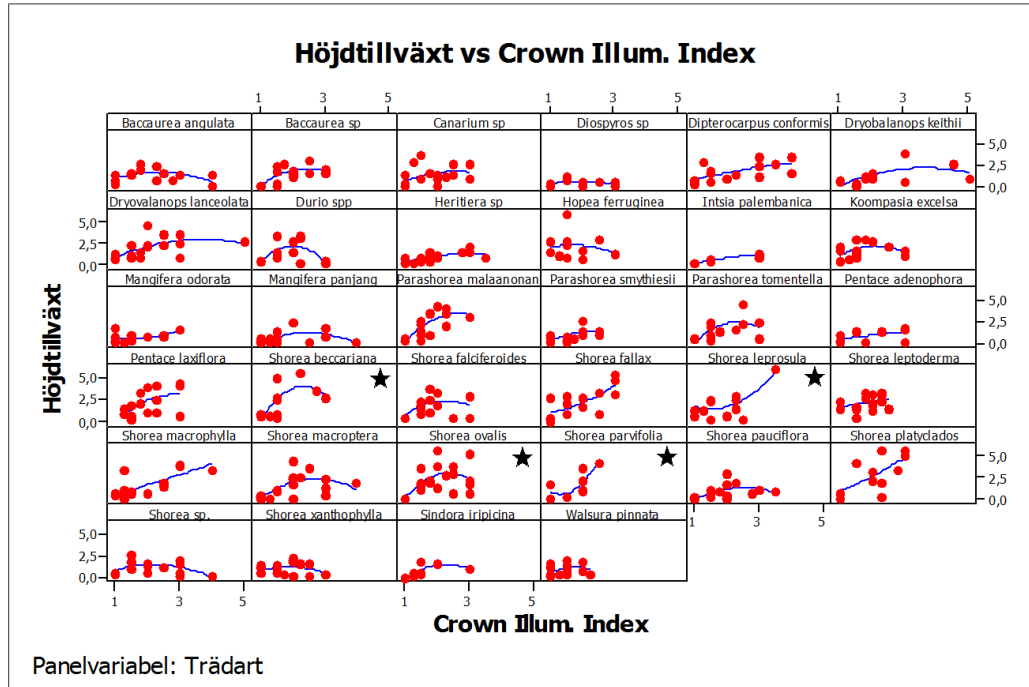 Höjdtillväxt vs Crown Illum. Index
1 3 5 1 3 5 1 3 5
Baccaurea angulata Baccaurea sp Canarium sp Diospyros sp Dipterocarpus conformis Dryobalanops keithii
5,0
2,5
0,0
Dryovalanops lanceolata Durio spp Heritiera sp Hopea ferruginea Intsia palembanica Koompasia excelsa
5,0
2,5
0,0
Mangifera odorata Mangifera panjang Parashorea malaanonan Parashorea smythiesii Parashorea tomentella Pentace adenophora
5,0
2,5
0,0
Höjdtillväxt
Pentace laxiflora Shorea beccariana Shorea falciferoides Shorea fallax Shorea leprosula Shorea leptoderma
5,0
2,5
0,0
Shorea macrophylla Shorea macroptera Shorea ovalis Shorea parvifolia Shorea pauciflora Shorea platyclados
5,0
2,5
0,0
Shorea sp. Shorea xanthophylla Sindora iripicina Walsura pinnata
1 3 5
5,0
2,5
0,0
1 3 5 1 3 5
Crown Illum. Index
Panelvariabel: Trädart